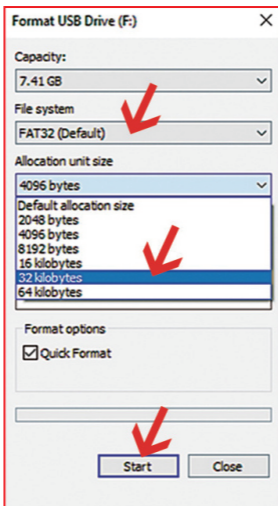 Format USB Drive (F:)
Capacity:
7.41 GB
File system
FAT32 (Default)
Allocation unit size
4096 bytes
Default allocation size
2048 bytes
4096 bytes
8192 bytes
16 kilobytes
32 kilobytes
64 kilobytes
Format options
Quick Format
Start Close